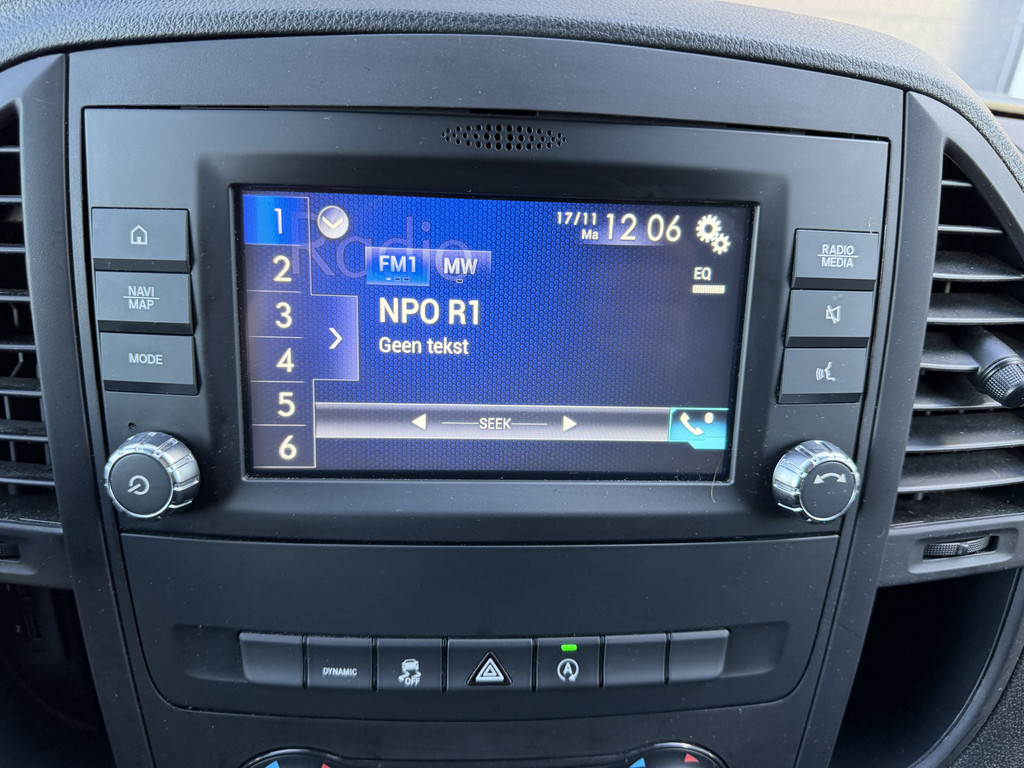 1
Radio
17/11
Ma
12 06
2
FM1
MW
EQ
NPO R1
3
Geen tekst
4
5
SEEK
6
NAVI
MAP
MODE
RADIO
MEDIA
DYNAMIC
OFF
A